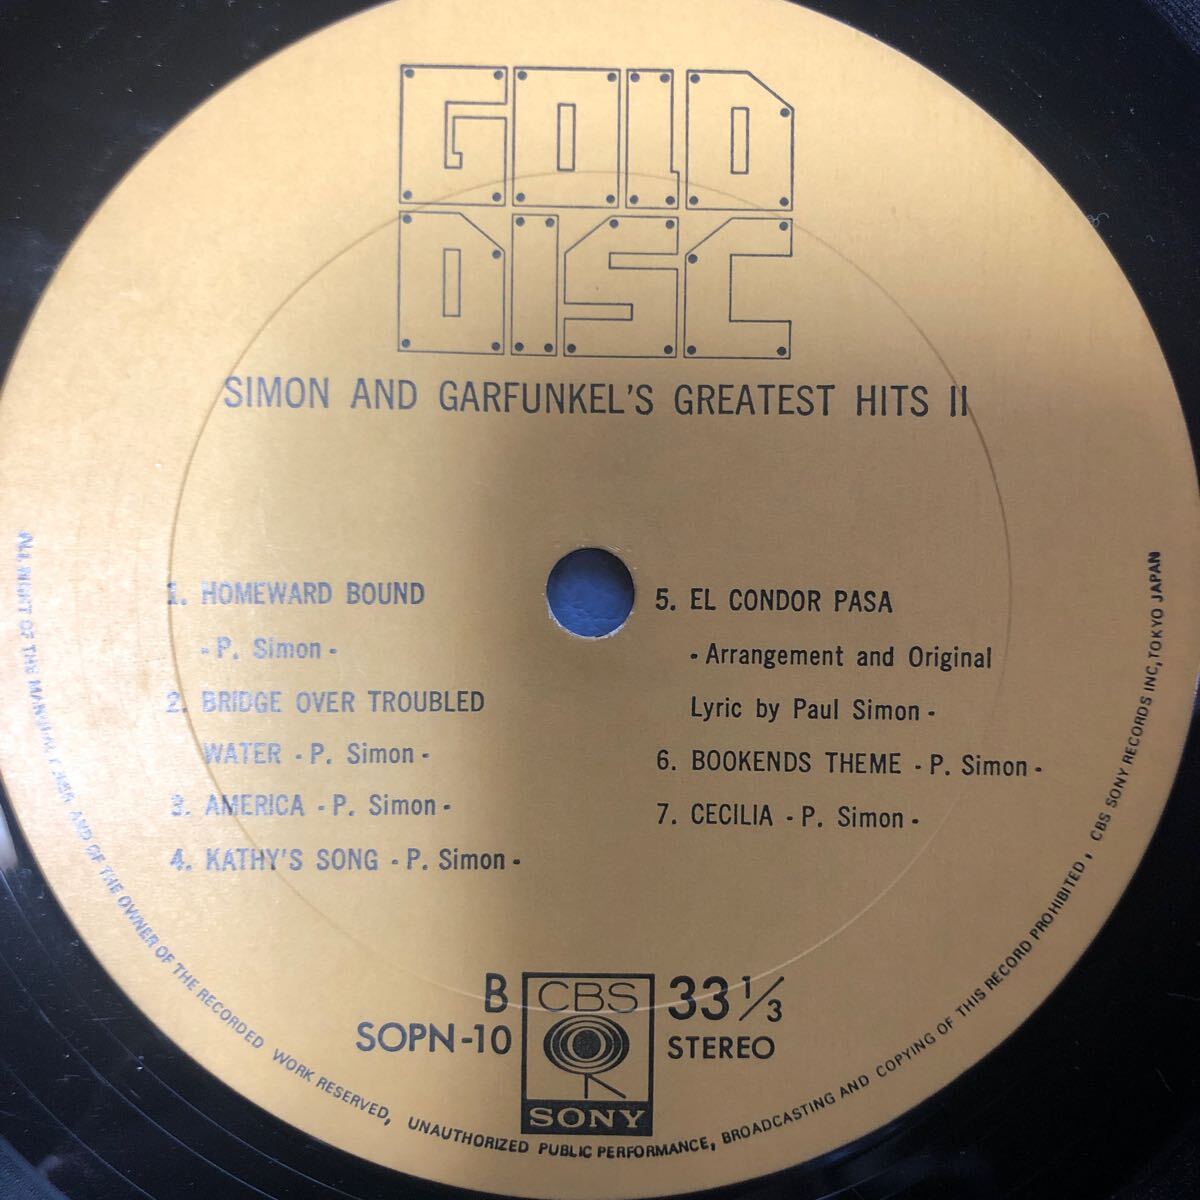 GOLD
DISC
SIMON AND GARFUNKEL'S GREATEST HITS II
1. HOMEWARD BOUND
- P. Simon -
2. BRIDGE OVER TROUBLED
WATER - P. Simon -
3. AMERICA - P. Simon -
4. KATHY'S SONG - P. Simon -
5. EL CONDOR PASA
- Arrangement and Original
Lyric by Paul Simon -
6. BOOKENDS THEME - P. Simon -
7. CECILIA - P. Simon -
B
SOPN-10
CBS
SONY
33 1/3
STEREO
ALL RIGHT OF THE MANUFACTURER AND OF THE OWNER OF THE RECORDED WORK RESERVED, UNAUTHORIZED PUBLIC PERFORMANCE, BROADCASTING AND COPYING OF THIS RECORD PROHIBITED, CBS SONY RECORDS INC, TOKYO JAPAN